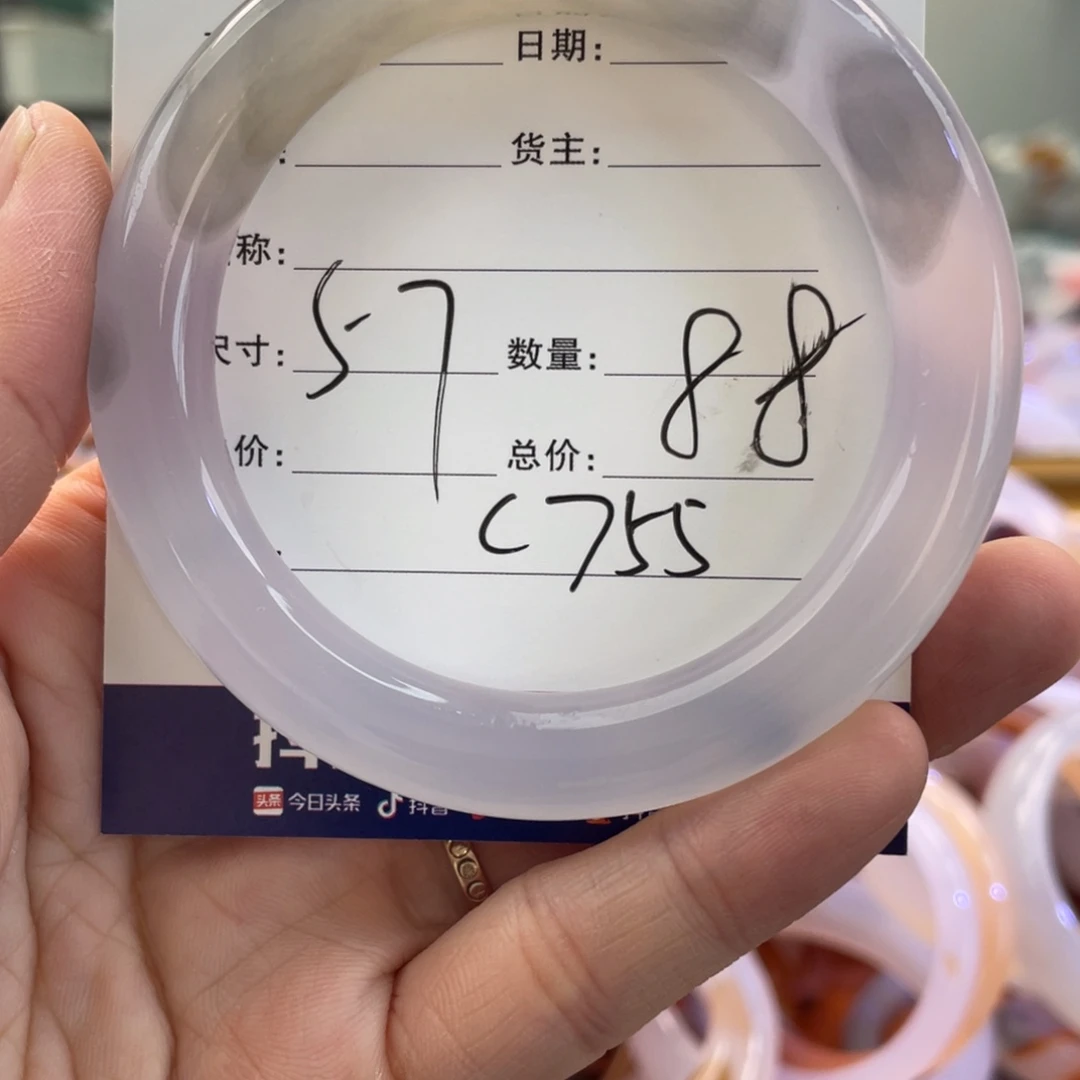 日期:
货主:
称:
尺寸: 57 数量: 88
价: 总价:
C755
头条 今日头条 抖音